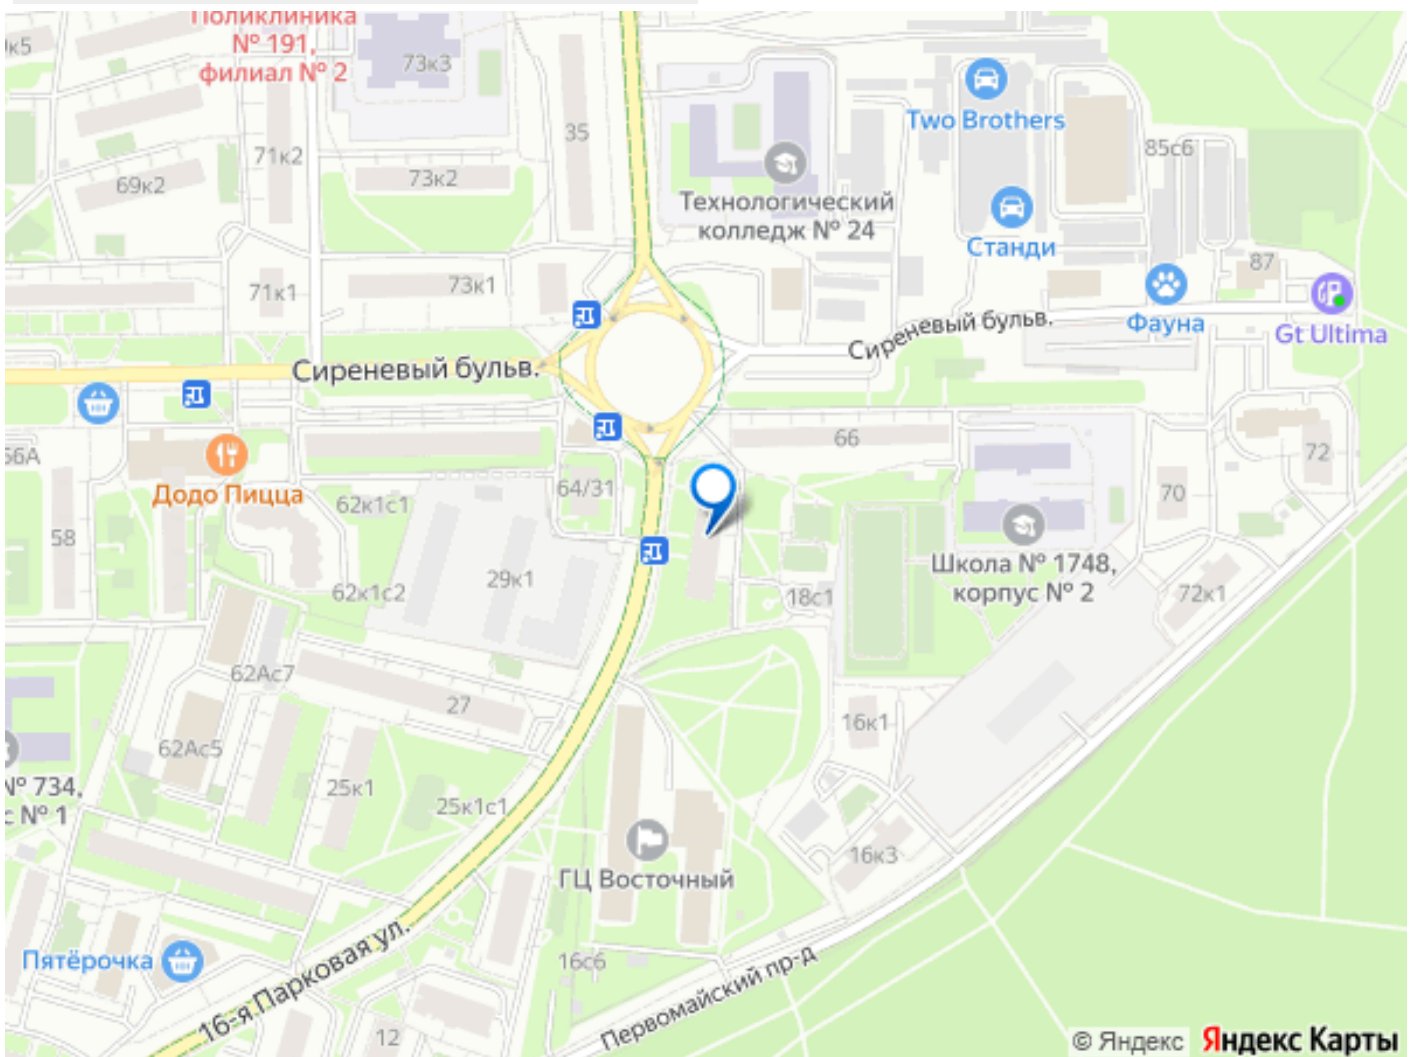 Поликлиника
№ 191,
филиал № 2
к5
73к3
35
Two Brothers
71к2
85с6
69к2
73к2
Технологический
колледж № 24
Станди
87
71к1
73к1
Фауна
Gt Ultima
Сиреневый бульв.
Сиреневый бульв.
66
56А
72
Додо Пицца
62к1с1
64/31
70
58
29к1
Школа № 1748,
корпус № 2
62к1с2
18с1
72к1
62Ас7
27
16к1
62Ас5
№ 734,
с № 1
25к1
25к1с1
16к3
ГЦ Восточный
Пятёрочка
16-я Парковая ул.
16с6
Первомайский пр-д
12
© Яндекс Яндекс Карты